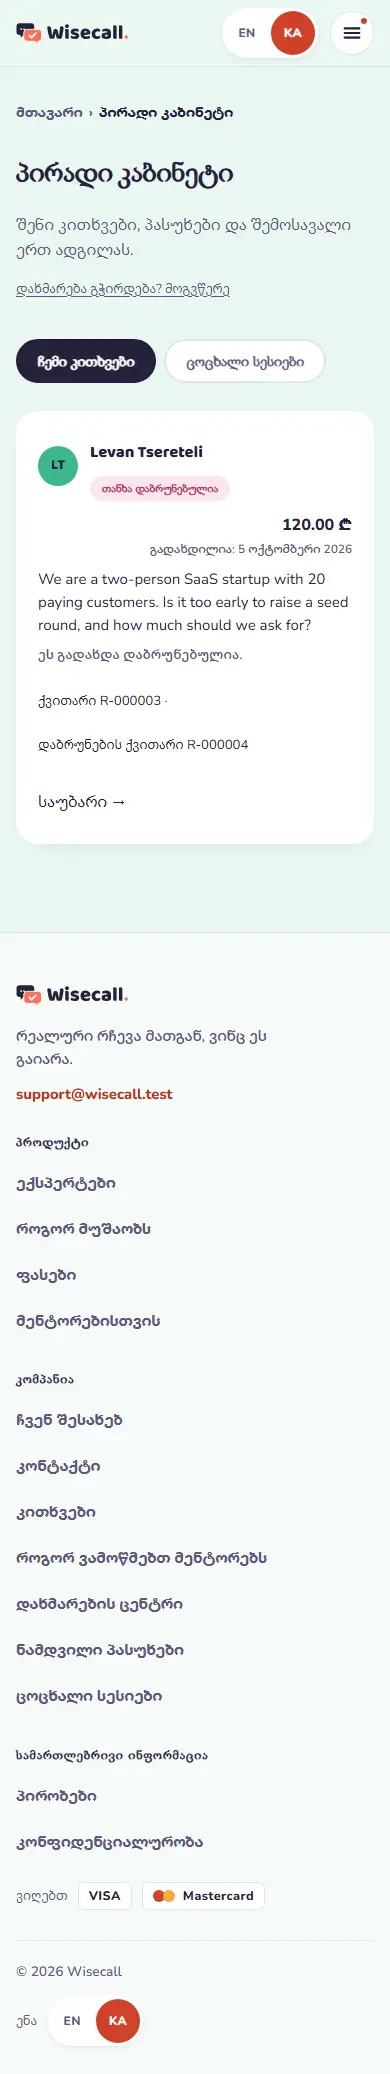 Wisecall.
EN KA
მთავარი › პირადი კაბინეტი
პირადი კაბინეტი
შენი კითხვები, პასუხები და შემოსავალი
ერთ ადგილას.
დახმარება გჭირდება? მოგვწერე
ჩემი კითხვები
ცოცხალი სესიები
LT
Levan Tsereteli
თანხა დაბრუნებულია
120.00 ₾
გადახდილია: 5 ოქტომბერი 2026
We are a two-person SaaS startup with 20
paying customers. Is it too early to raise a seed
round, and how much should we ask for?
ეს გადახდა დაბრუნებულია.
ქვითარი R-000003 ·
დაბრუნების ქვითარი R-000004
საუბარი →
Wisecall.
რეალური რჩევა მათგან, ვინც ეს
გაიარა.
support@wisecall.test
პროდუქტი
ექსპერტები
როგორ მუშაობს
ფასები
მენტორებისთვის
კომპანია
ჩვენ შესახებ
კონტაქტი
კითხვები
როგორ ვამოწმებთ მენტორებს
დახმარების ცენტრი
ნამდვილი პასუხები
ცოცხალი სესიები
სამართლებრივი ინფორმაცია
პირობები
კონფიდენციალურობა
ვიღებთ VISA Mastercard
© 2026 Wisecall
ენა EN KA